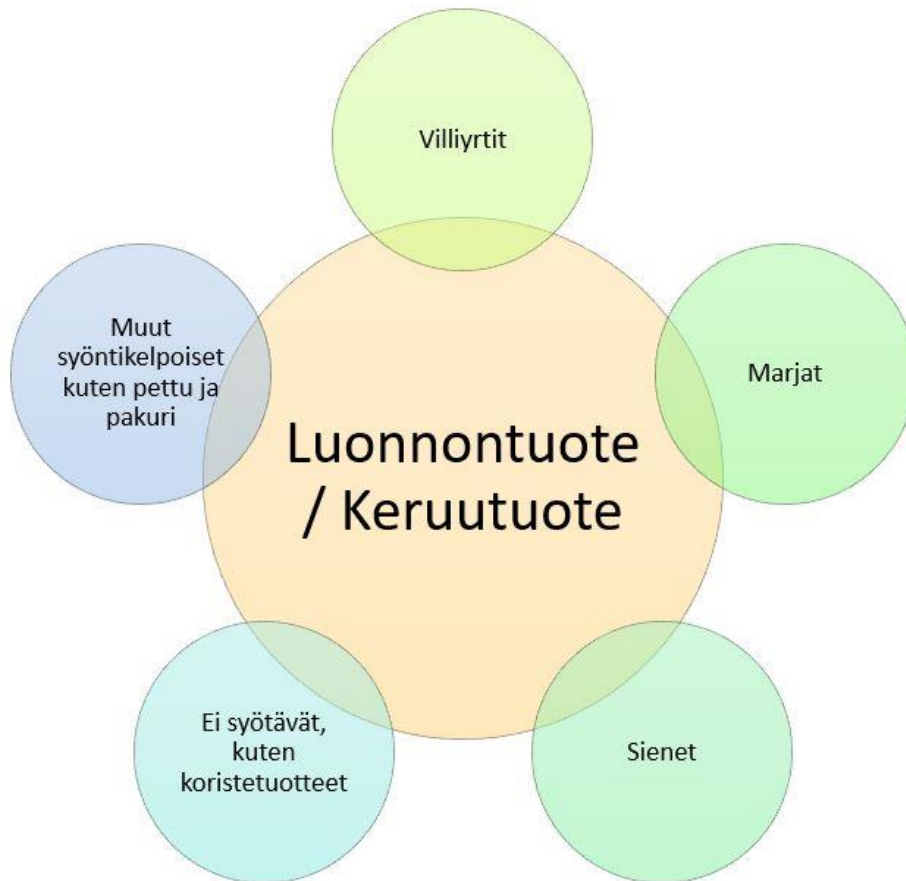 Villiyrtit
Muut
syöntikelpoiset
kuten pettu ja
pakuri
Marjat
Luonnontuote
/ Keruutuote
Ei syötävät,
kuten
koristetuotteet
Sienet